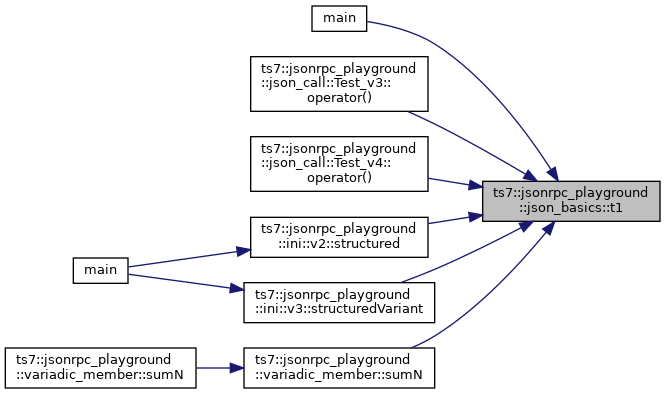 main
ts7::jsonrpc_playground
::json_call::Test_v3::
operator()
ts7::jsonrpc_playground
::json_call::Test_v4::
operator()
ts7::jsonrpc_playground
::json_basics::t1
ts7::jsonrpc_playground
::ini::v2::structured
main
ts7::jsonrpc_playground
::ini::v3::structuredVariant
ts7::jsonrpc_playground
::variadic_member::sumN
ts7::jsonrpc_playground
::variadic_member::sumN